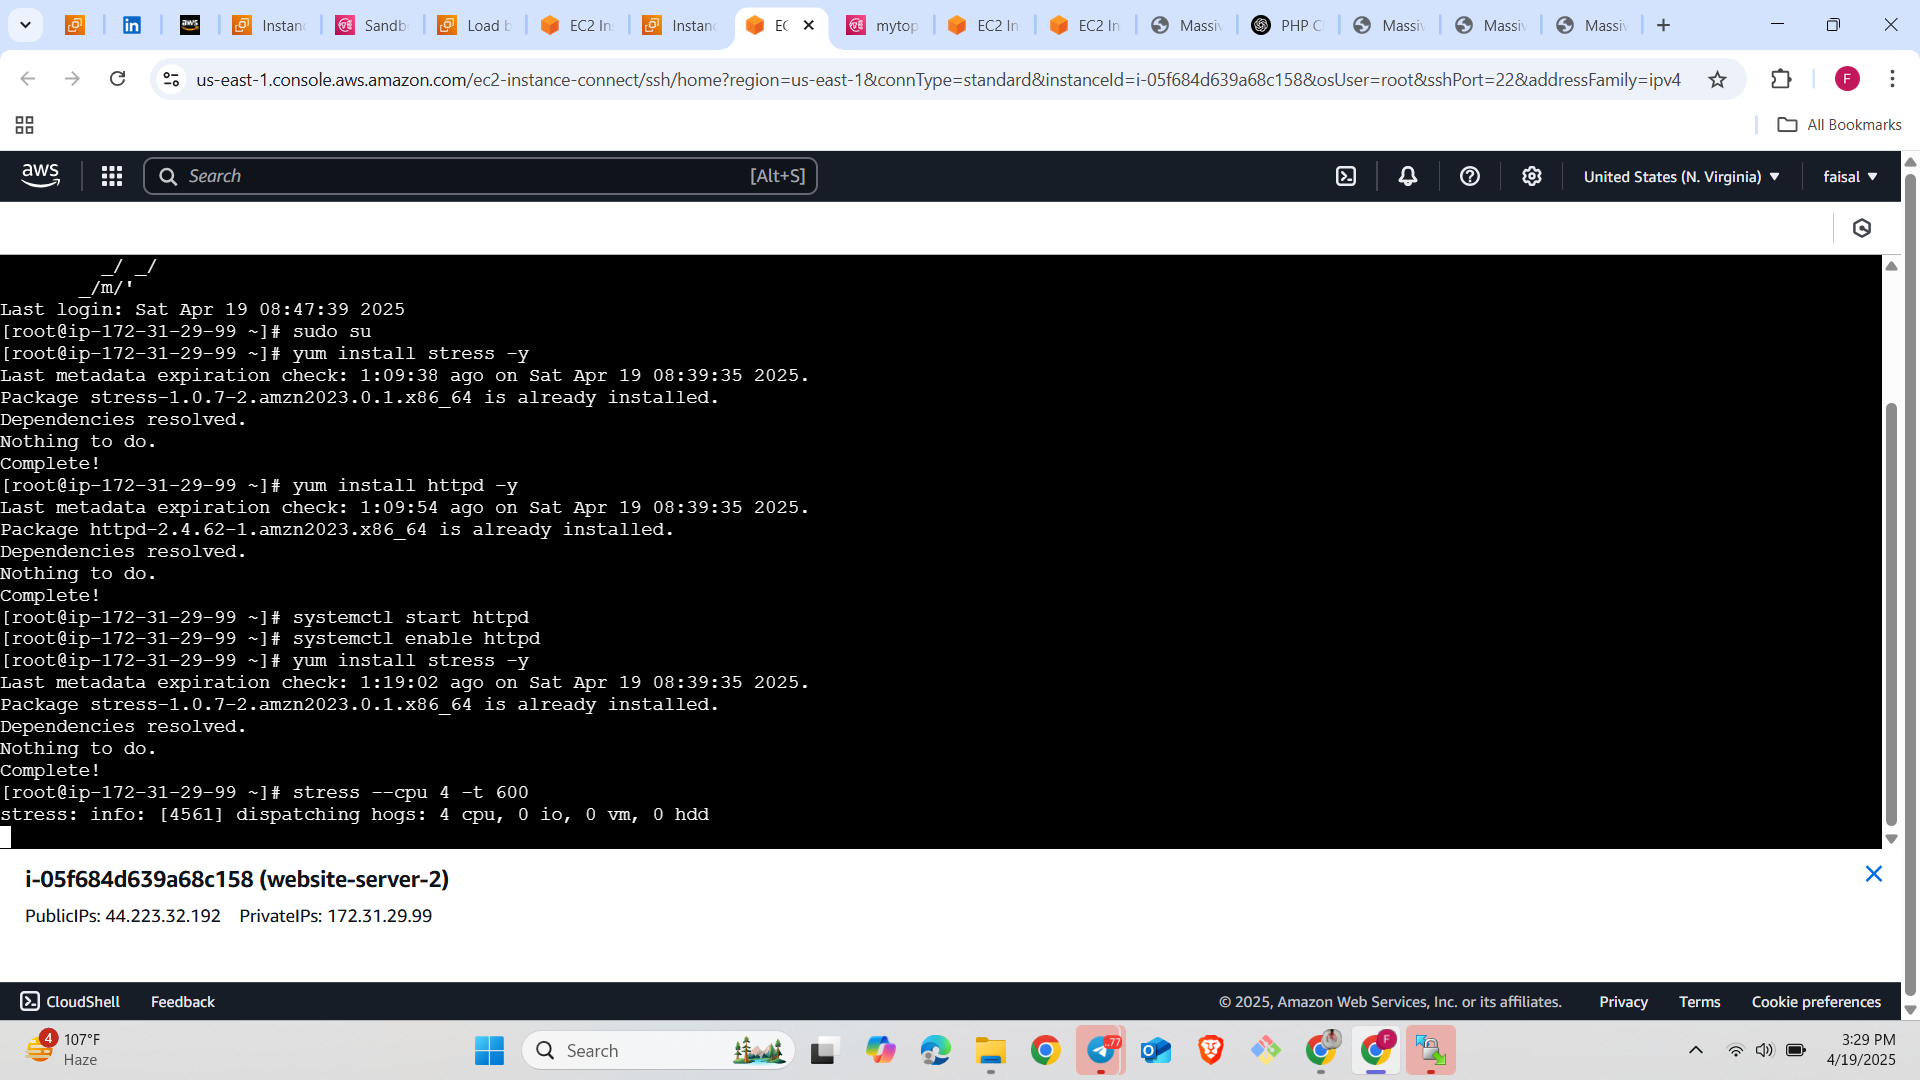 Instanc
Sandb
Load b
EC2 Ins
Instanc
EC
mytop
EC2 In
EC2 In
Massiv
PHP C
Massiv
Massiv
Massiv
us-east-1.console.aws.amazon.com/ec2-instance-connect/ssh/home?region=us-east-1&connType=standard&instanceId=i-05f684d639a68c158&osUser=root&sshPort=22&addressFamily=ipv4
F
All Bookmarks
aws
Search
[Alt+S]
United States (N. Virginia)
faisal
_/ _/
_/m/'
Last login: Sat Apr 19 08:47:39 2025
[root@ip-172-31-29-99 ~]# sudo su
[root@ip-172-31-29-99 ~]# yum install stress -y
Last metadata expiration check: 1:09:38 ago on Sat Apr 19 08:39:35 2025.
Package stress-1.0.7-2.amzn2023.0.1.x86_64 is already installed.
Dependencies resolved.
Nothing to do.
Complete!
[root@ip-172-31-29-99 ~]# yum install httpd -y
Last metadata expiration check: 1:09:54 ago on Sat Apr 19 08:39:35 2025.
Package httpd-2.4.62-1.amzn2023.x86_64 is already installed.
Dependencies resolved.
Nothing to do.
Complete!
[root@ip-172-31-29-99 ~]# systemctl start httpd
[root@ip-172-31-29-99 ~]# systemctl enable httpd
[root@ip-172-31-29-99 ~]# yum install stress -y
Last metadata expiration check: 1:19:02 ago on Sat Apr 19 08:39:35 2025.
Package stress-1.0.7-2.amzn2023.0.1.x86_64 is already installed.
Dependencies resolved.
Nothing to do.
Complete!
[root@ip-172-31-29-99 ~]# stress --cpu 4 -t 600
stress: info: [4561] dispatching hogs: 4 cpu, 0 io, 0 vm, 0 hdd
i-05f684d639a68c158 (website-server-2)
PublicIPs: 44.223.32.192 PrivateIPs: 172.31.29.99
CloudShell
Feedback
© 2025, Amazon Web Services, Inc. or its affiliates.
Privacy
Terms
Cookie preferences
4
107°F
Haze
Search
.77
F
3:29 PM
4/19/2025